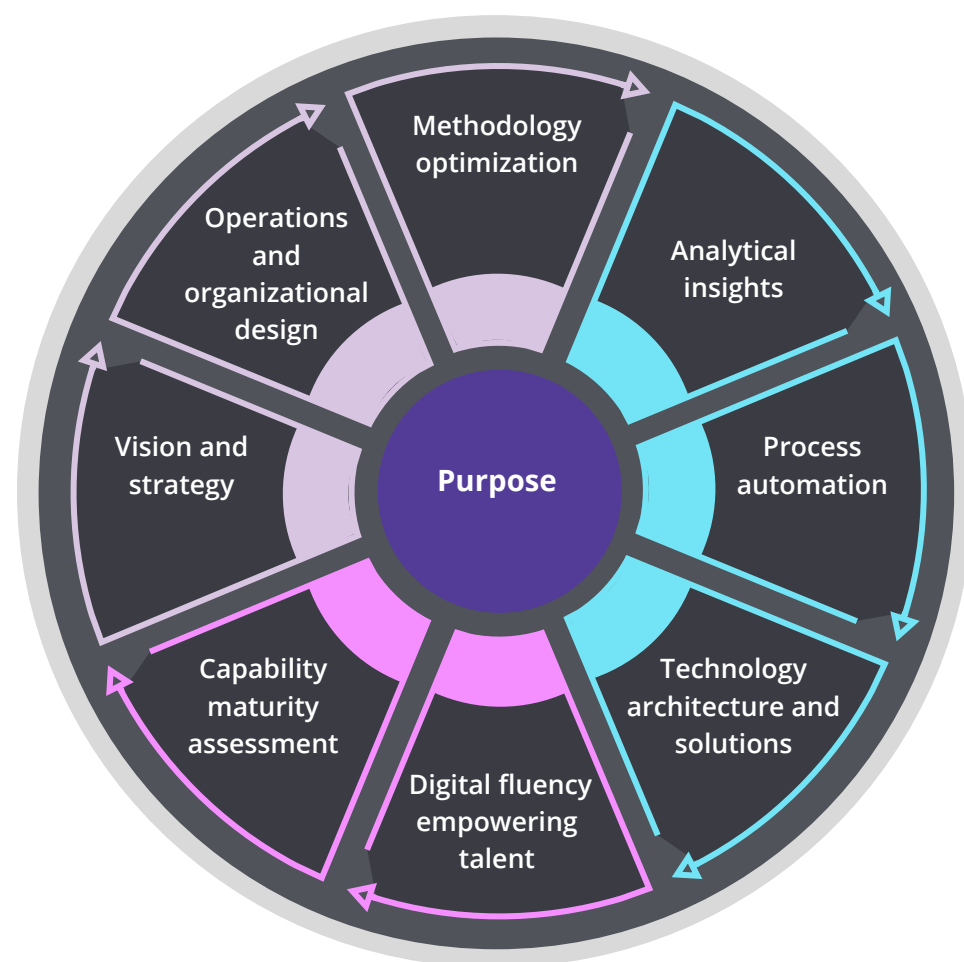 Methodology
optimization
Analytical
insights
Process
automation
Technology
architecture and
solutions
Digital fluency
empowering
talent
Capability
maturity
assessment
Vision and
strategy
Operations
and
organizational
design
Purpose